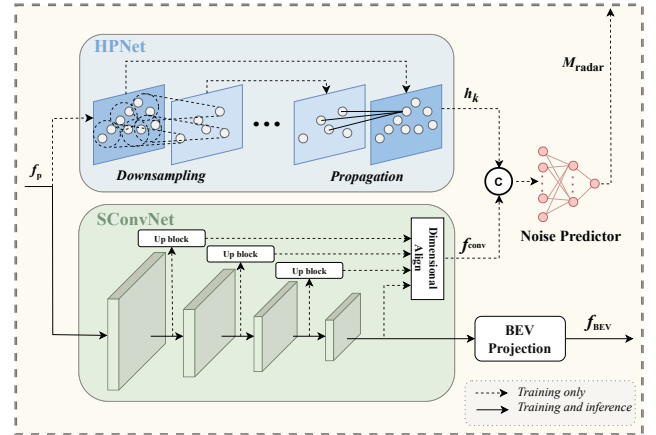 HPNet
M_radar
h_k
Downsampling
Propagation
f_p
C
Noise Predictor
SConvNet
Up block
Up block
Up block
Dimensional
Align
f_conv
BEV
Projection
f_BEV
Training only
Training and inference